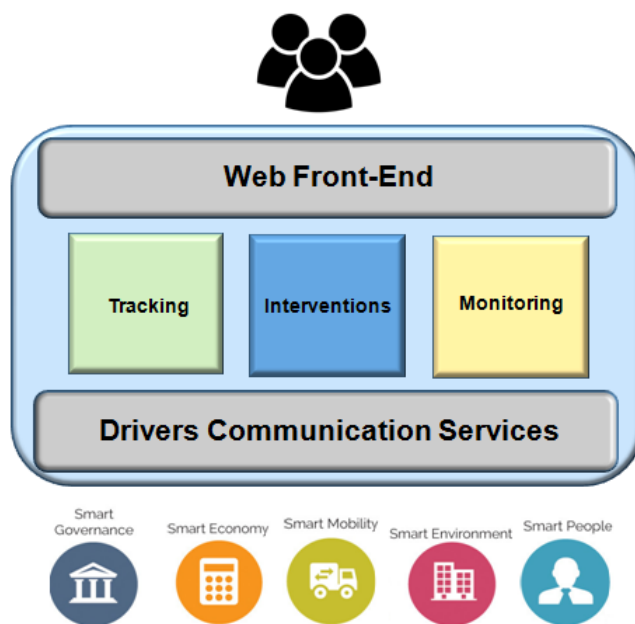 Web Front-End
Tracking
Interventions
Monitoring
Drivers Communication Services
Smart
Governance
Smart Economy
Smart Mobility
Smart Environment
Smart People